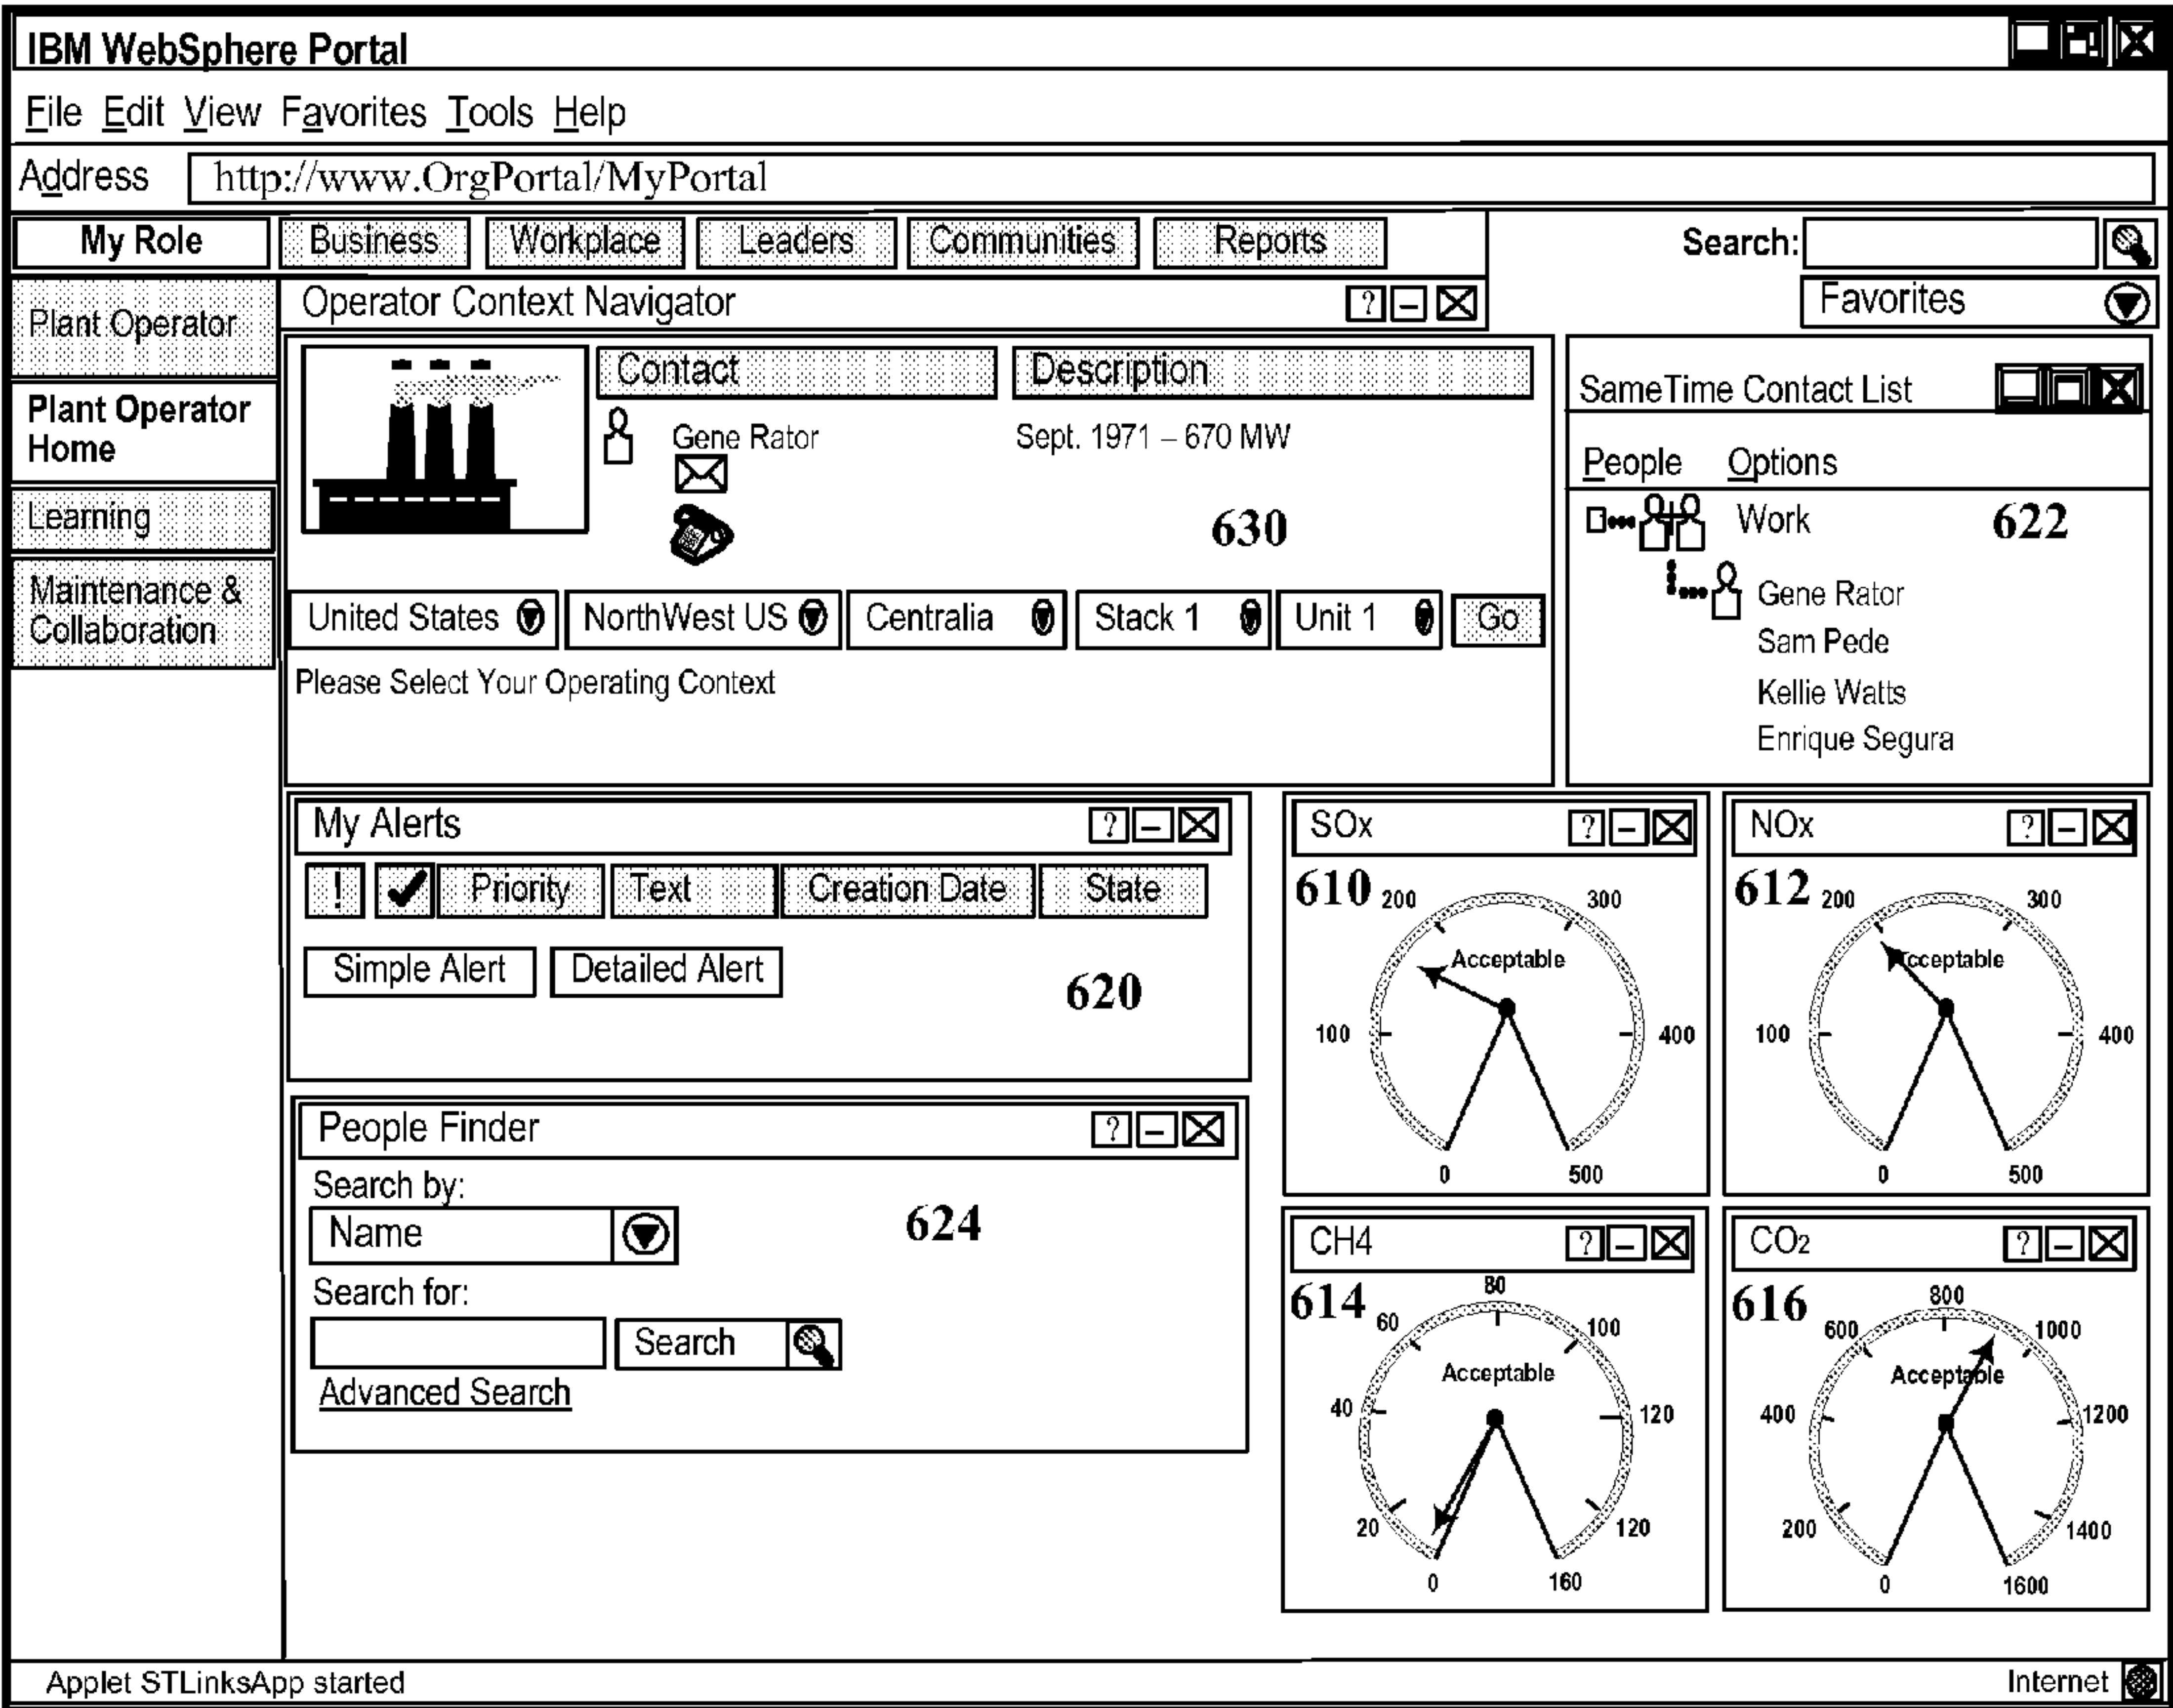 IBM WebSphere Portal
File Edit View Favorites Tools Help
Address http://www.OrgPortal/MyPortal
My Role Business Workplace Leaders Communities Reports Search:
Favorites
Plant Operator
Plant Operator
Home
Learning
Maintenance &
Collaboration
Operator Context Navigator ?
Contact Description
Gene Rator Sept. 1971 – 670 MW
630
United States NorthWest US Centralia Stack 1 Unit 1 Go
Please Select Your Operating Context
SameTime Contact List
People Options
Work 622
Gene Rator
Sam Pede
Kellie Watts
Enrique Segura
My Alerts ?
! Priority Text Creation Date State
Simple Alert Detailed Alert
620
People Finder ?
Search by:
Name
624
Search for:
Search
Advanced Search
SOx ?
610 200 300
Acceptable
100 400
0 500
NOx ?
612 200 300
Acceptable
100 400
0 500
CH4 ?
614 60 80 100
Acceptable
40 120
20 120
0 160
CO2 ?
616 600 800 1000
Acceptable
400 1200
200 1400
0 1600
Applet STLinksApp started Internet